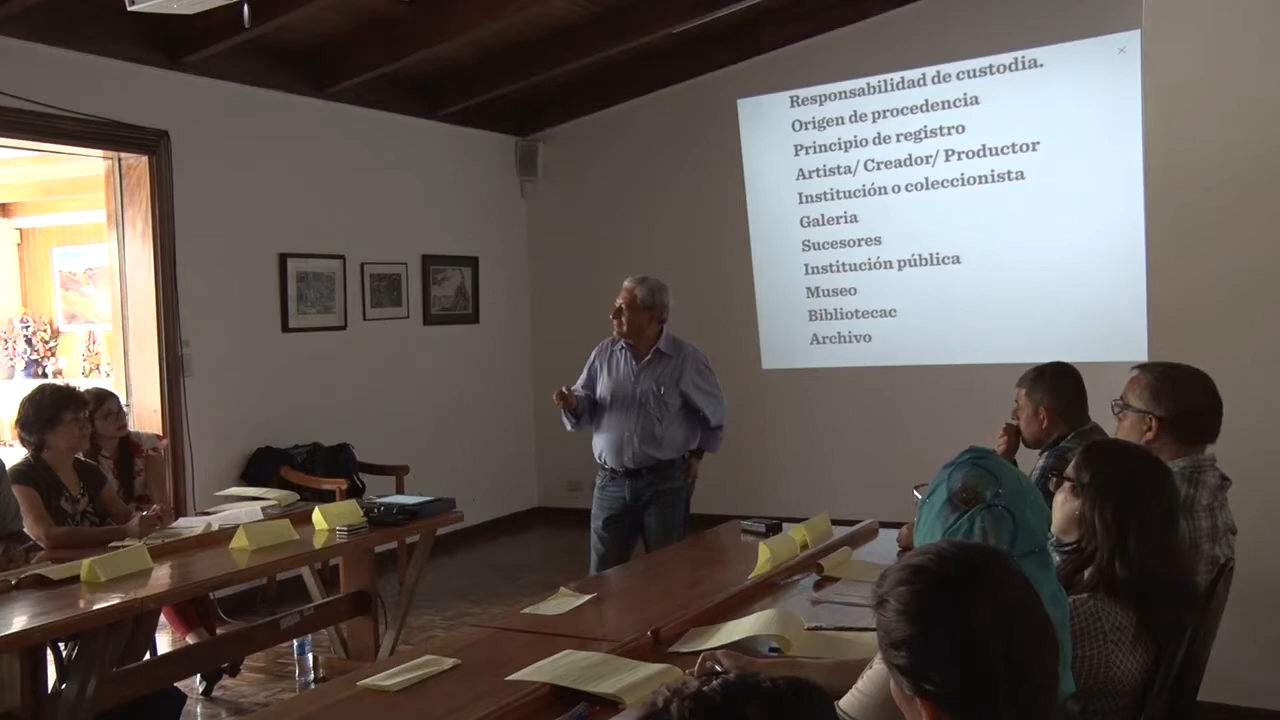 Responsabilidad de custodia.
Origen de procedencia
Principio de registro
Artista/ Creador/ Productor
Institución o coleccionista
Galeria
Sucesores
Institución pública
Museo
Bibliotecac
Archivo